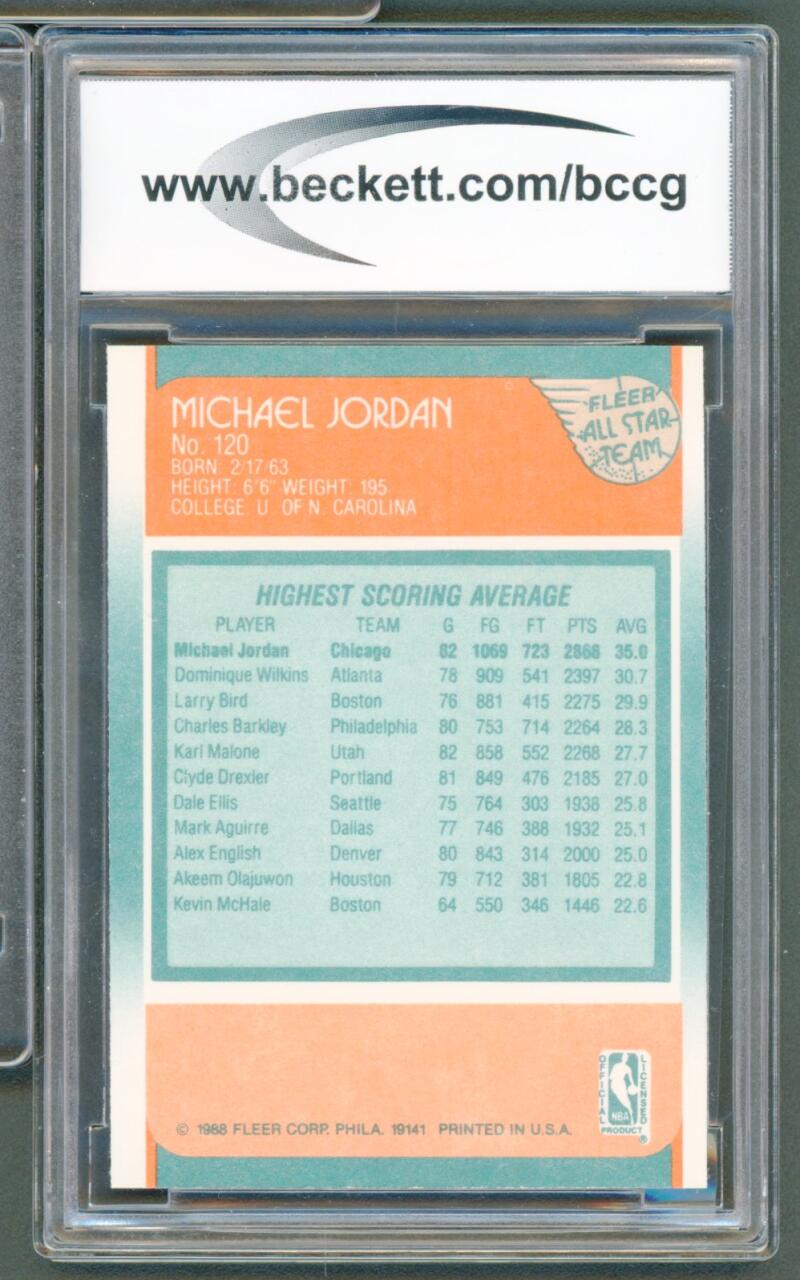 www.beckett.com/bccg
MICHAEL JORDAN
No. 120
BORN: 2/17/63
HEIGHT: 6'6" WEIGHT: 195
COLLEGE: U. OF N. CAROLINA
FLEER
ALL STAR
TEAM
HIGHEST SCORING AVERAGE
PLAYER TEAM G FG FT PTS AVG
Michael Jordan Chicago 82 1069 723 2868 35.0
Dominique Wilkins Atlanta 78 909 541 2397 30.7
Larry Bird Boston 76 881 415 2275 29.9
Charles Barkley Philadelphia 80 753 714 2264 28.3
Karl Malone Utah 82 858 552 2268 27.7
Clyde Drexler Portland 81 849 476 2185 27.0
Dale Ellis Seattle 75 764 303 1938 25.8
Mark Aguirre Dallas 77 746 388 1932 25.1
Alex English Denver 80 843 314 2000 25.0
Akeem Olajuwon Houston 79 712 381 1805 22.8
Kevin McHale Boston 64 550 346 1446 22.6
OFFICIAL
LICENSED
NBA
PRODUCT
®
© 1988 FLEER CORP. PHILA. 19141 PRINTED IN U.S.A.